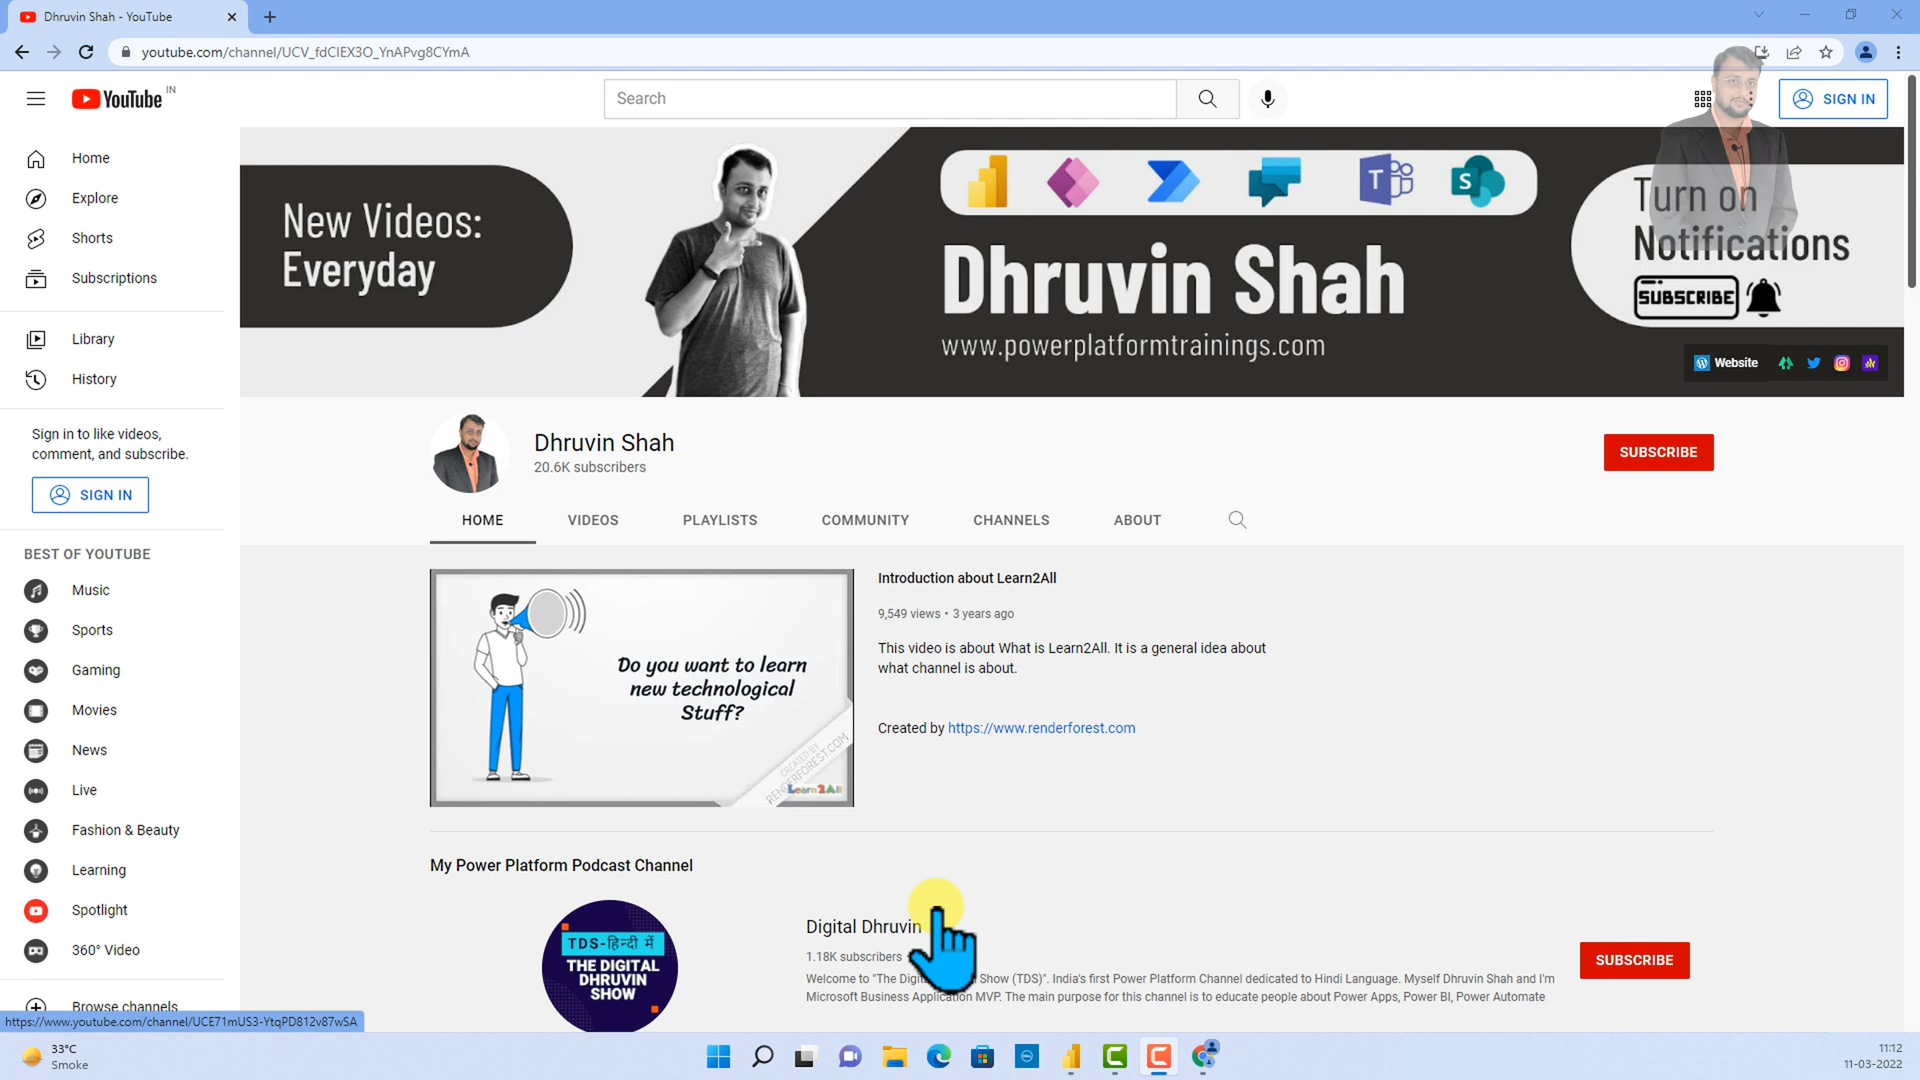 Dhruvin Shah - YouTube
youtube.com/channel/UCV_fdCIEX3O_YnAPvg8CYmA
YouTube IN
Search
SIGN IN
Home
Explore
Shorts
Subscriptions
Library
History
Sign in to like videos,
comment, and subscribe.
SIGN IN
BEST OF YOUTUBE
Music
Sports
Gaming
Movies
News
Live
Fashion & Beauty
Learning
Spotlight
360° Video
Browse channels
New Videos:
Everyday
Dhruvin Shah
www.powerplatformtrainings.com
Turn on
Notifications
SUBSCRIBE
Website
Dhruvin Shah
20.6K subscribers
SUBSCRIBE
HOME VIDEOS PLAYLISTS COMMUNITY CHANNELS ABOUT
Do you want to learn
new technological
Stuff?
CREATED BY
RENDERFOREST.COM
Learn2All
Introduction about Learn2All
9,549 views • 3 years ago
This video is about What is Learn2All. It is a general idea about
what channel is about.
Created by https://www.renderforest.com
My Power Platform Podcast Channel
TDS-हिन्दी में
THE DIGITAL
DHRUVIN
SHOW
Digital Dhruvin
1.18K subscribers
Welcome to "The Digi Show (TDS)". India's first Power Platform Channel dedicated to Hindi Language. Myself Dhruvin Shah and I'm
Microsoft Business Application MVP. The main purpose for this channel is to educate people about Power Apps, Power BI, Power Automate
SUBSCRIBE
https://www.youtube.com/channel/UCE71mUS3-YtqPD812v87wSA
33°C
Smoke
11:12
11-03-2022